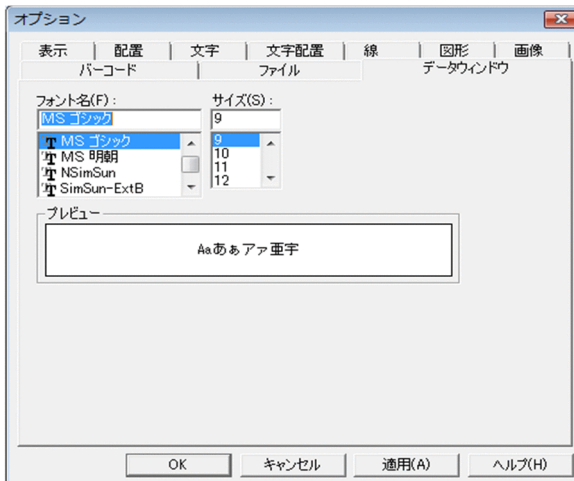 オプション
表示 配置 文字 文字配置 線 図形 画像
バーコード ファイル データウィンドウ
フォント名(F): サイズ(S):
MS ゴシック 9
MS ゴシック 9
MS 明朝 10
NSimSun 11
SimSun-ExtB 12
プレビュー
Aaあぁアァ亜宇
OK キャンセル 適用(A) ヘルプ(H)